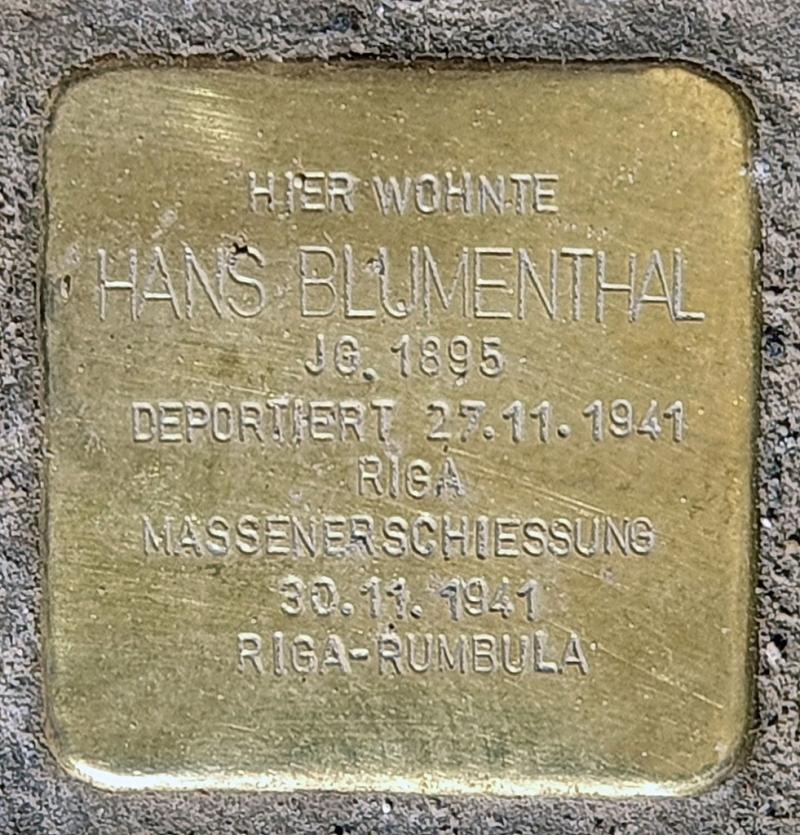 HIER WOHNTE
HANS BLUMENTHAL
JG. 1895
DEPORTIERT 27.11.1941
RIGA
MASSENERSCHIESSUNG
30.11.1941
RIGA-RUMBULA